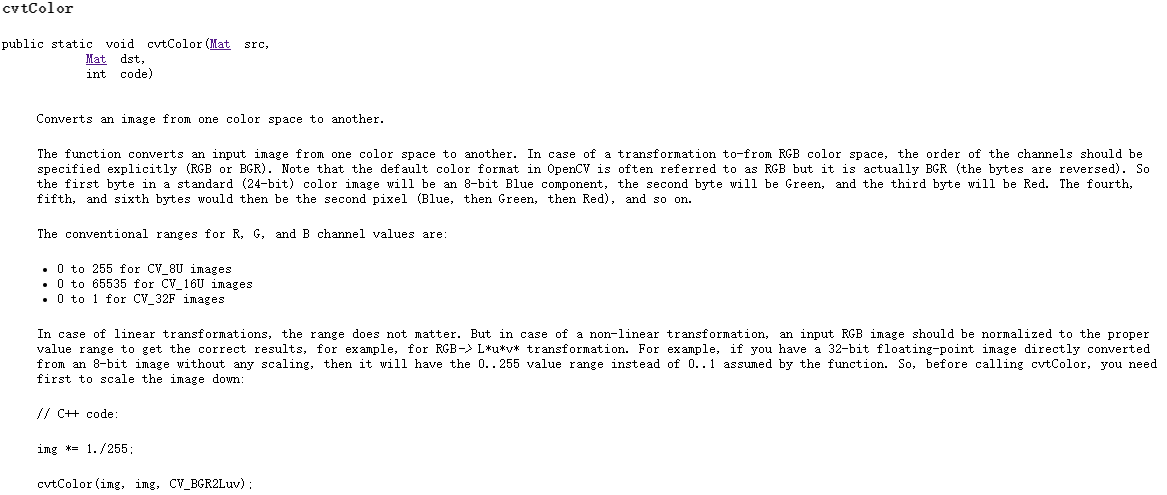 cvtColor
public static void cvtColor(Mat src,
Mat dst,
int code)
Converts an image from one color space to another.
The function converts an input image from one color space to another. In case of a transformation to-from RGB color space, the order of the channels should be
specified explicitly (RGB or BGR). Note that the default color format in OpenCV is often referred to as RGB but it is actually BGR (the bytes are reversed). So
the first byte in a standard (24-bit) color image will be an 8-bit Blue component, the second byte will be Green, and the third byte will be Red. The fourth,
fifth, and sixth bytes would then be the second pixel (Blue, then Green, then Red), and so on.
The conventional ranges for R, G, and B channel values are:
• 0 to 255 for CV_8U images
• 0 to 65535 for CV_16U images
• 0 to 1 for CV_32F images
In case of linear transformations, the range does not matter. But in case of a non-linear transformation, an input RGB image should be normalized to the proper
value range to get the correct results, for example, for RGB-> L*u*v* transformation. For example, if you have a 32-bit floating-point image directly converted
from an 8-bit image without any scaling, then it will have the 0..255 value range instead of 0..1 assumed by the function. So, before calling cvtColor, you need
first to scale the image down:
// C++ code:
img *= 1./255;
cvtColor(img, img, CV_BGR2Luv);